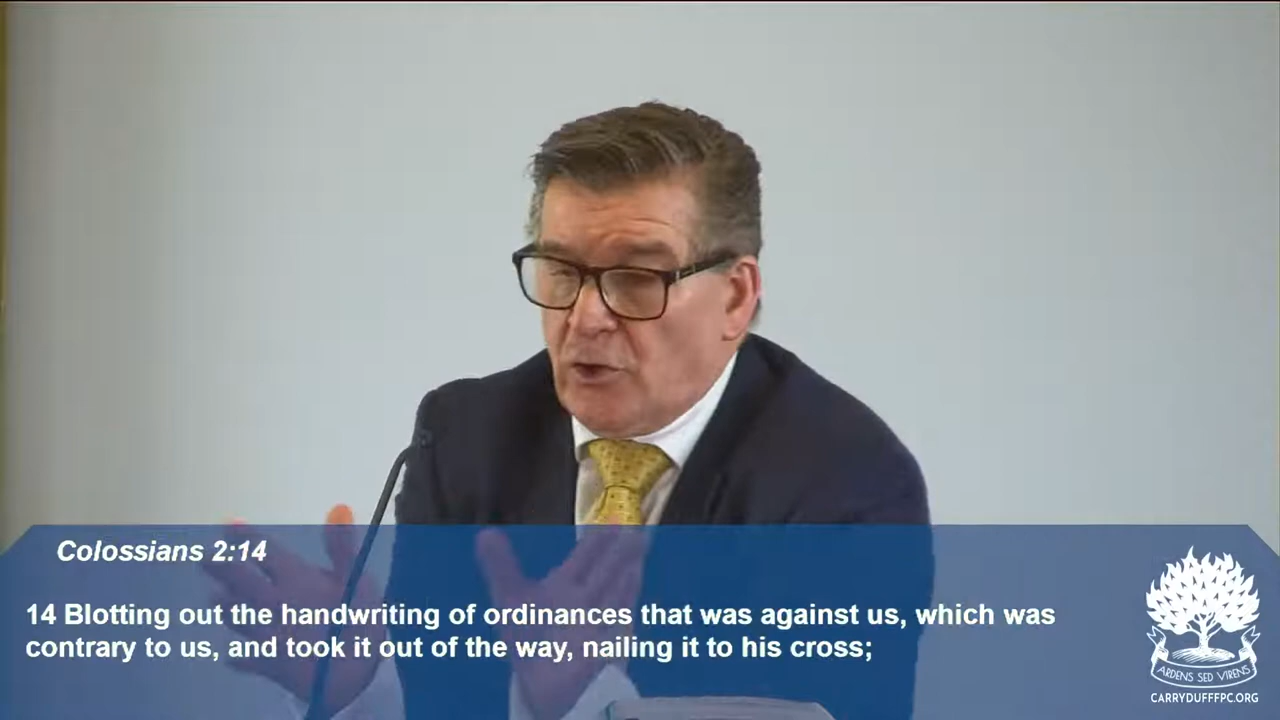 Colossians 2:14
14 Blotting out the handwriting of ordinances that was against us, which was
contrary to us, and took it out of the way, nailing it to his cross;
ARDENS SED VIRENS
CARRYDUFFFPC.ORG